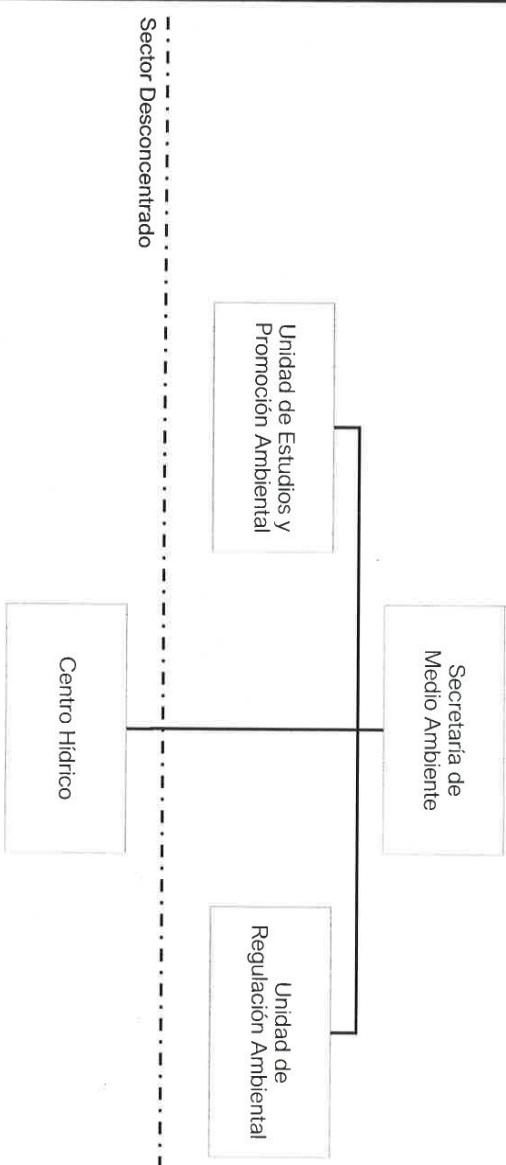 Secretaría de
Medio Ambiente
Unidad de Estudios y
Promoción Ambiental
Unidad de
Regulación Ambiental
Sector Desconcentrado
Centro Hídrico